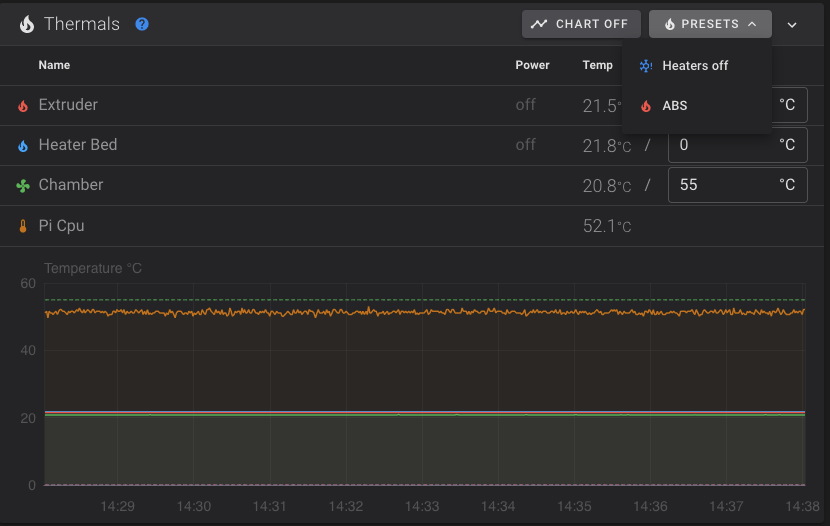 Thermals ? CHART OFF PRESETS
Name Power Temp
Heaters off
Extruder off 21.5° °C
ABS
Heater Bed off 21.8°C / 0 °C
Chamber 20.8°C / 55 °C
Pi Cpu 52.1°C
Temperature °C
60
40
20
0
14:29 14:30 14:31 14:32 14:33 14:34 14:35 14:36 14:37 14:38